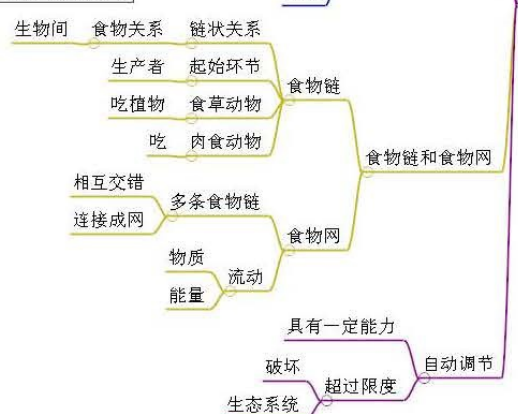 生物间 食物关系 链状关系
生产者 起始环节
食物链
吃植物 食草动物
吃 肉食动物
食物链和食物网
相互交错
多条食物链
连接成网
食物网
物质
流动
能量
具有一定能力
自动调节
破坏
超过限度
生态系统